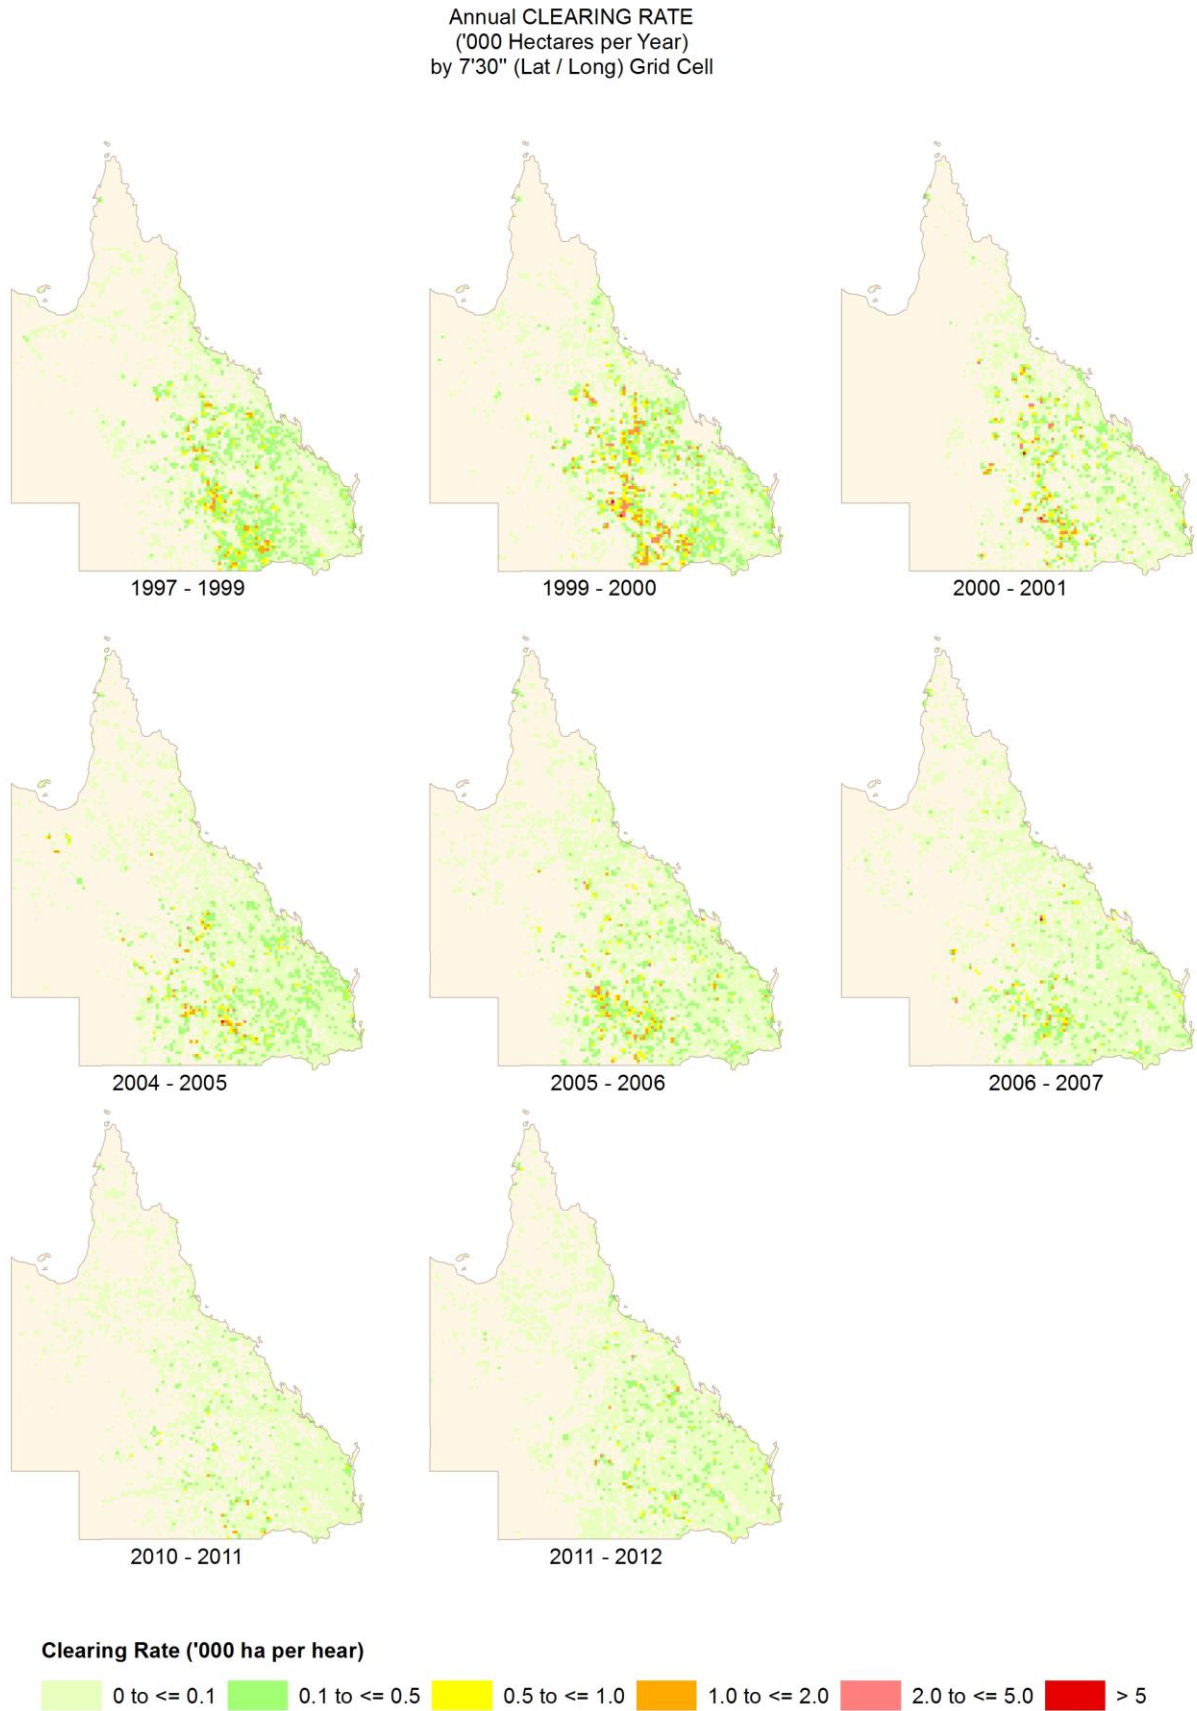 Annual CLEARING RATE
('000 Hectares per Year)
by 7'30" (Lat / Long) Grid Cell
1997 - 1999
1999 - 2000
2000 - 2001
2004 - 2005
2005 - 2006
2006 - 2007
2010 - 2011
2011 - 2012
Clearing Rate ('000 ha per hear)
0 to <= 0.1
0.1 to <= 0.5
0.5 to <= 1.0
1.0 to <= 2.0
2.0 to <= 5.0
> 5